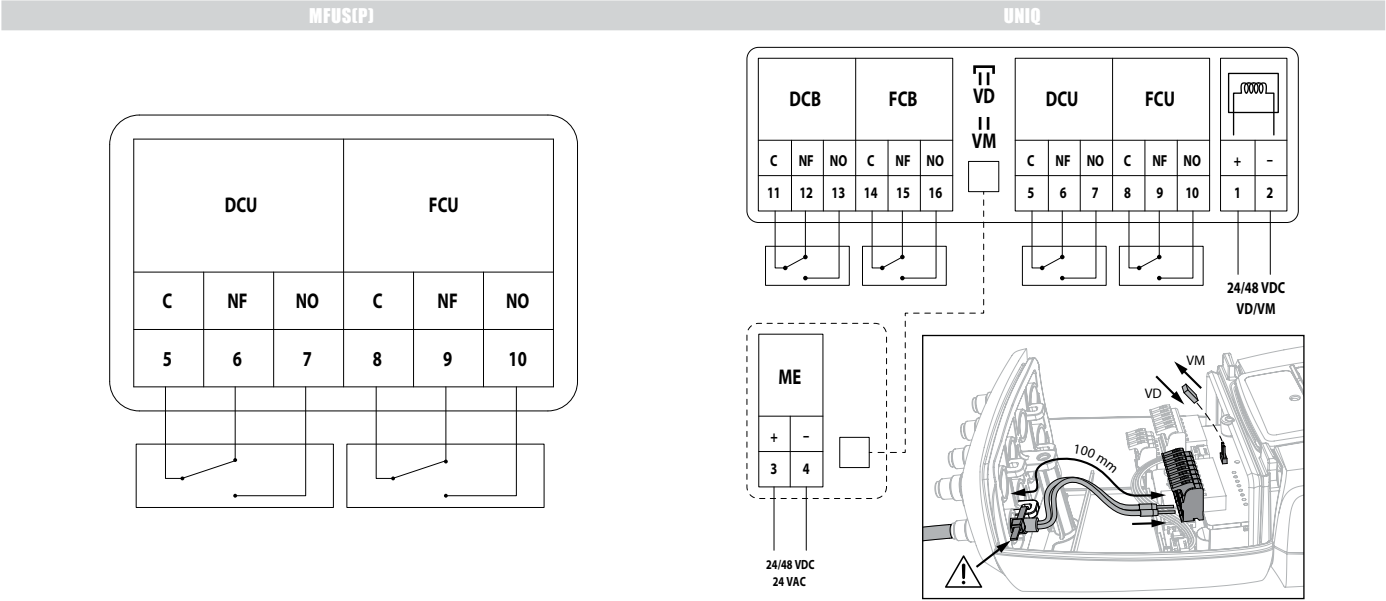 MFUS(P)
DCU FCU
C NF NO C NF NO
5 6 7 8 9 10
UNIQ
DCB FCB VD DCU FCU
VM
C NF NO C NF NO C NF NO C NF NO + –
11 12 13 14 15 16 5 6 7 8 9 10 1 2
24/48 VDC
VD/VM
ME
+ –
3 4
24/48 VDC
24 VAC
VM
VD
100 mm